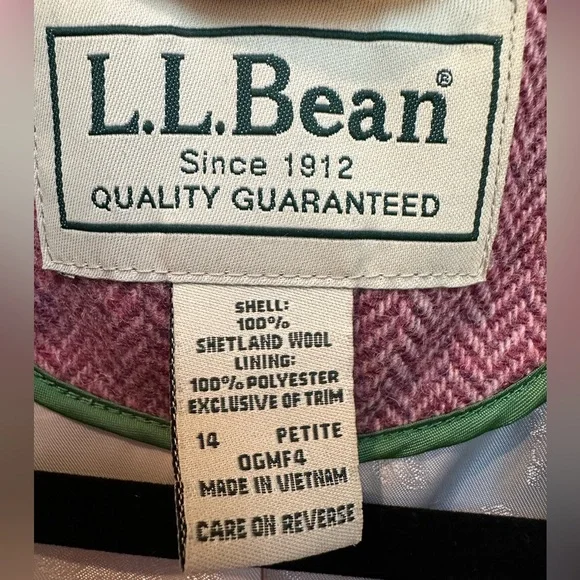 L.L.Bean®
Since 1912
QUALITY GUARANTEED
SHELL:
100%
SHETLAND WOOL
LINING:
100% POLYESTER
EXCLUSIVE OF TRIM
14 PETITE
OGMF4
MADE IN VIETNAM
CARE ON REVERSE